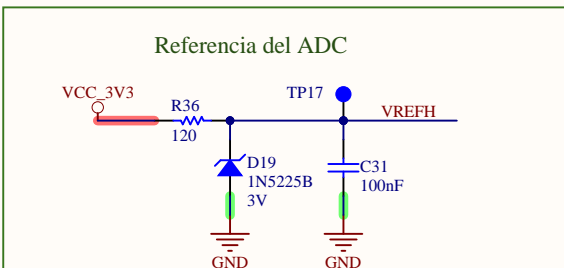 Referencia del ADC
VCC_3V3
R36
120
TP17
VREFH
D19
1N5225B
3V
C31
100nF
GND
GND